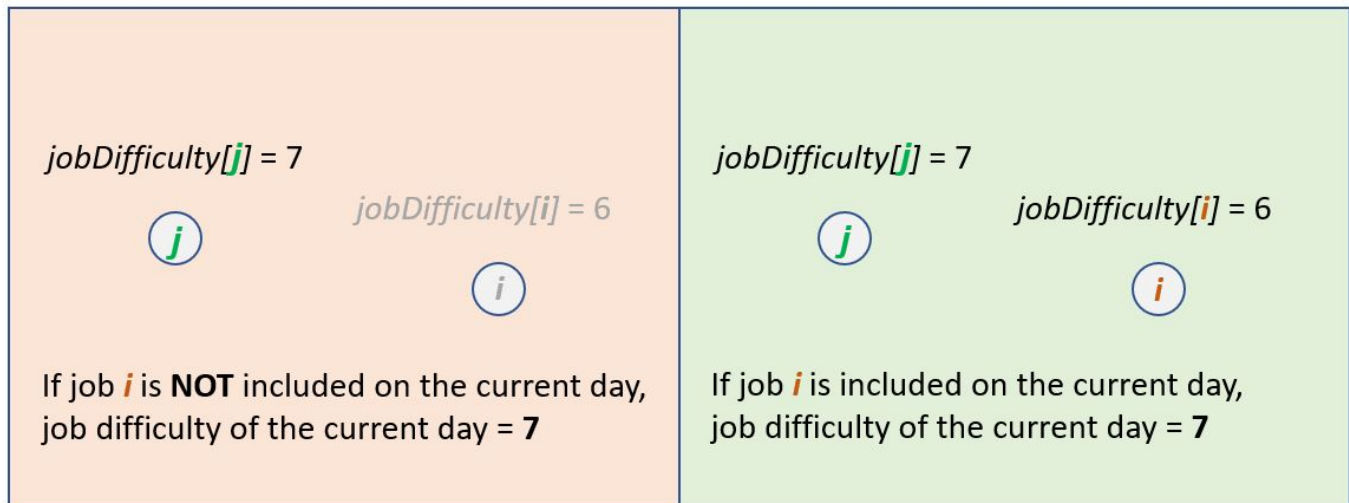 jobDifficulty[j] = 7
jobDifficulty[i] = 6
j
i
If job i is NOT included on the current day,
job difficulty of the current day = 7
jobDifficulty[j] = 7
jobDifficulty[i] = 6
j
i
If job i is included on the current day,
job difficulty of the current day = 7